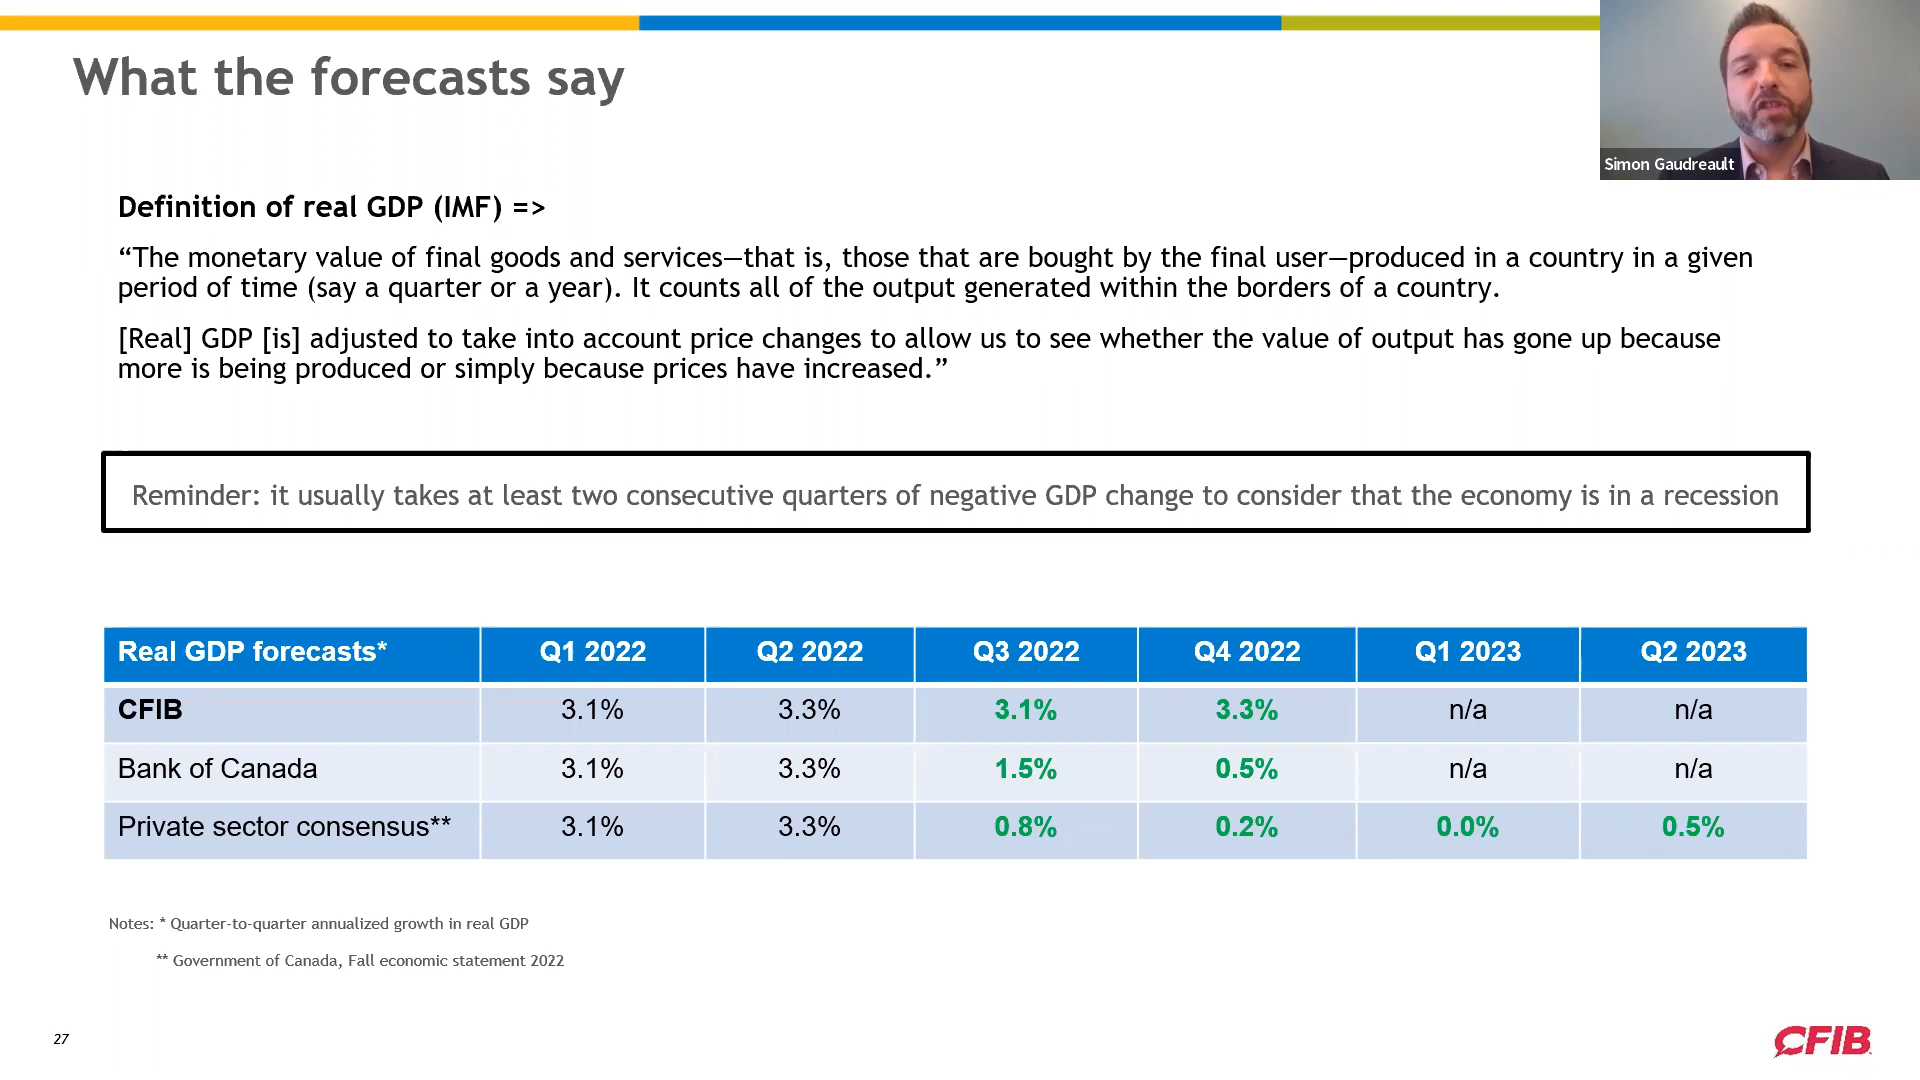 What the forecasts say
Simon Gaudreault
Definition of real GDP (IMF) =>
“The monetary value of final goods and services—that is, those that are bought by the final user—produced in a country in a given
period of time (say a quarter or a year). It counts all of the output generated within the borders of a country.
[Real] GDP [is] adjusted to take into account price changes to allow us to see whether the value of output has gone up because
more is being produced or simply because prices have increased.”
Reminder: it usually takes at least two consecutive quarters of negative GDP change to consider that the economy is in a recession
Real GDP forecasts* Q1 2022 Q2 2022 Q3 2022 Q4 2022 Q1 2023 Q2 2023
CFIB 3.1% 3.3% 3.1% 3.3% n/a n/a
Bank of Canada 3.1% 3.3% 1.5% 0.5% n/a n/a
Private sector consensus** 3.1% 3.3% 0.8% 0.2% 0.0% 0.5%
Notes: * Quarter-to-quarter annualized growth in real GDP
** Government of Canada, Fall economic statement 2022
27
CFIB